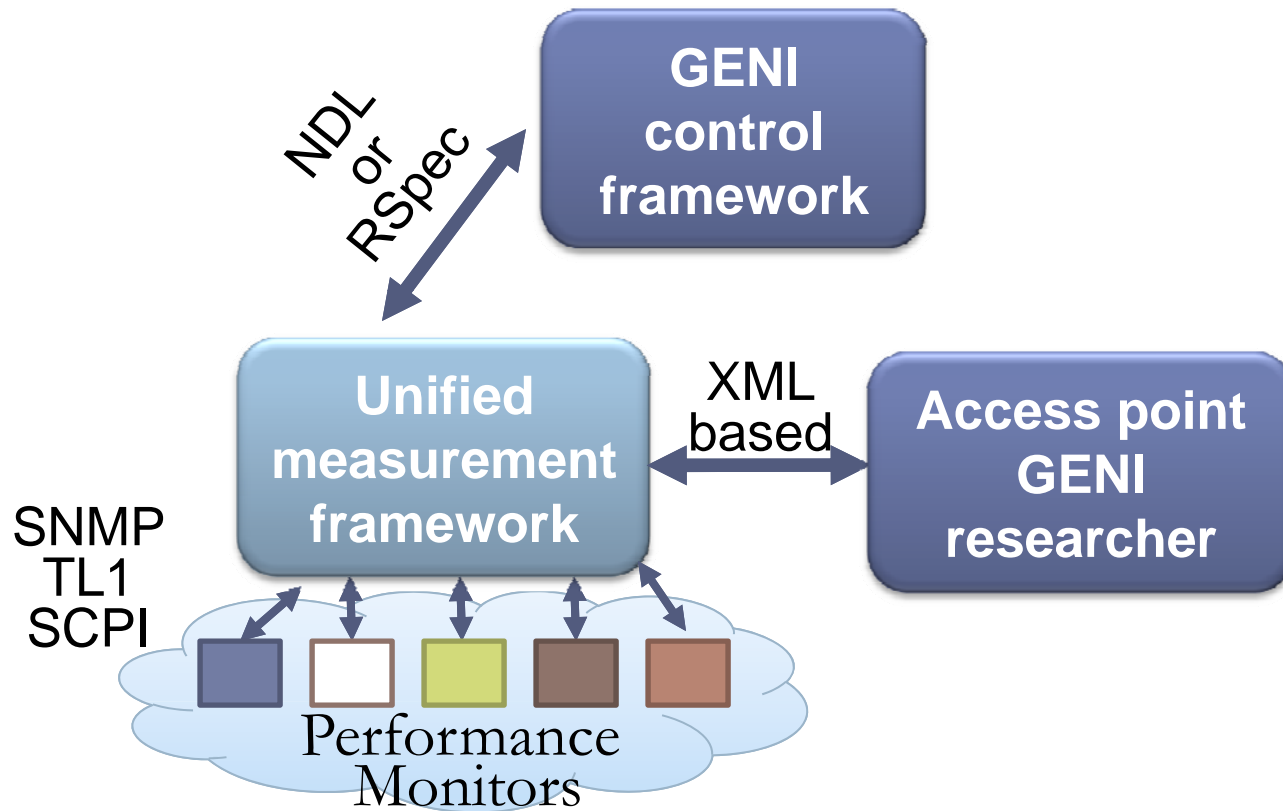 GENI
control
framework
NDL
or
RSpec
Unified
measurement
framework
XML
based
Access point
GENI
researcher
SNMP
TL1
SCPI
Performance
Monitors